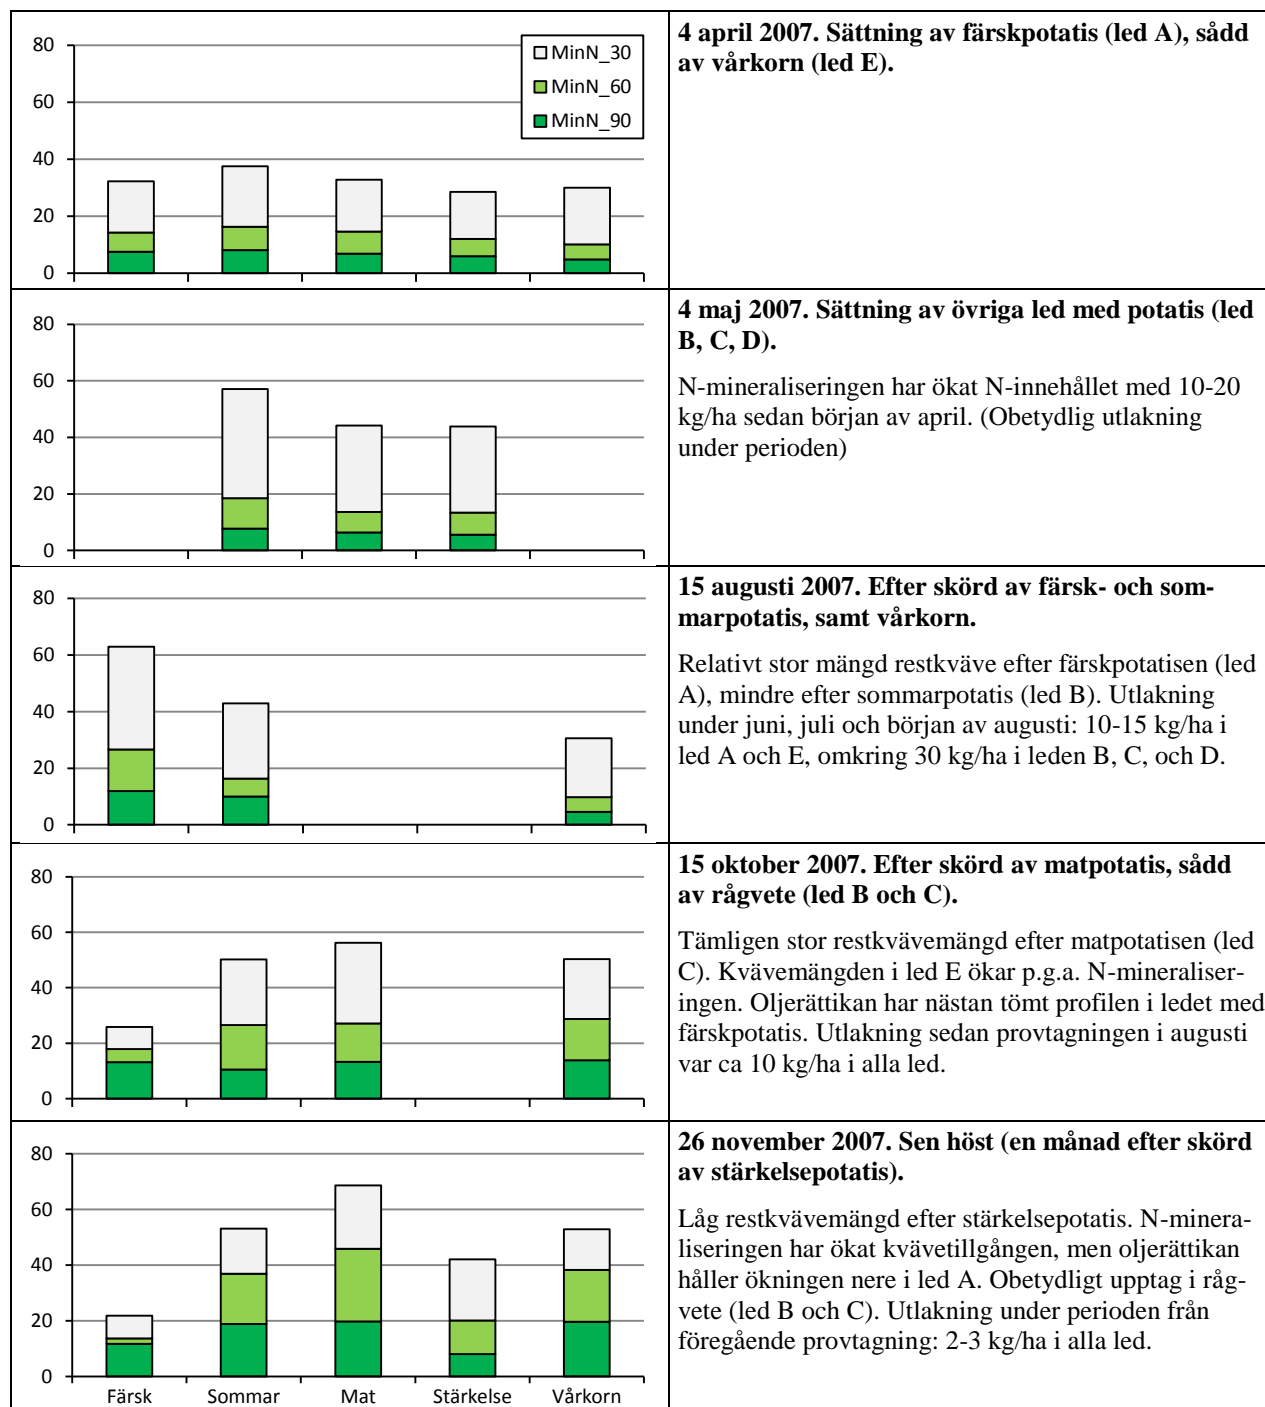 80
60
40
20
0
MinN_30
MinN_60
MinN_90
4 april 2007. Sättning av färskpotatis (led A), sådd
av vårkorn (led E).
80
60
40
20
0
4 maj 2007. Sättning av övriga led med potatis (led
B, C, D).
N-mineraliseringen har ökat N-innehållet med 10-20
kg/ha sedan början av april. (Obetydlig utlakning
under perioden)
80
60
40
20
0
15 augusti 2007. Efter skörd av färsk- och som-
marpotatis, samt vårkorn.
Relativt stor mängd restkväve efter färskpotatisen (led
A), mindre efter sommarpotatis (led B). Utlakning
under juni, juli och början av augusti: 10-15 kg/ha i
led A och E, omkring 30 kg/ha i leden B, C, och D.
80
60
40
20
0
15 oktober 2007. Efter skörd av matpotatis, sådd
av rågvete (led B och C).
Tämligen stor restkvävemängd efter matpotatisen (led
C). Kvävemängden i led E ökar p.g.a. N-mineraliser-
ingen. Oljerättikan har nästan tömt profilen i ledet med
färskpotatis. Utlakning sedan provtagningen i augusti
var ca 10 kg/ha i alla led.
80
60
40
20
0
Färsk Sommar Mat Stärkelse Vårkorn
26 november 2007. Sen höst (en månad efter skörd
av stärkelsepotatis).
Låg restkvävemängd efter stärkelsepotatis. N-minera-
liseringen har ökat kvävetillgången, men oljerättikan
håller ökningen nere i led A. Obetydligt upptag i råg-
vete (led B och C). Utlakning under perioden från
föregående provtagning: 2-3 kg/ha i alla led.